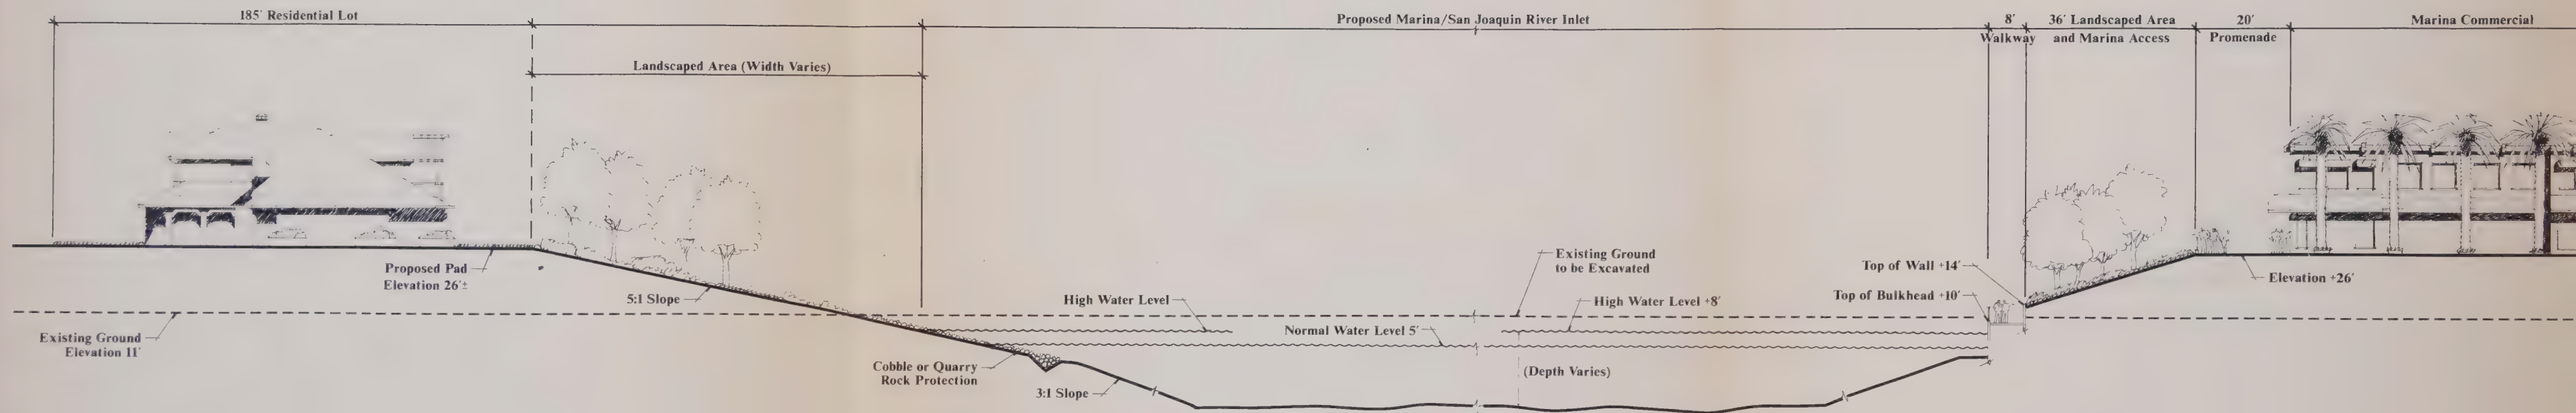 185' Residential Lot
Proposed Marina/San Joaquin River Inlet
8'
Walkway
36' Landscaped Area
and Marina Access
20'
Promenade
Marina Commercial
Landscaped Area (Width Varies)
Proposed Pad
Elevation 26'±
5:1 Slope
Existing Ground
Elevation 11'
High Water Level
Normal Water Level 5'
Existing Ground
to be Excavated
High Water Level +8'
Cobble or Quarry
Rock Protection
3:1 Slope
(Depth Varies)
Top of Wall +14'
Top of Bulkhead +10'
Elevation +26'